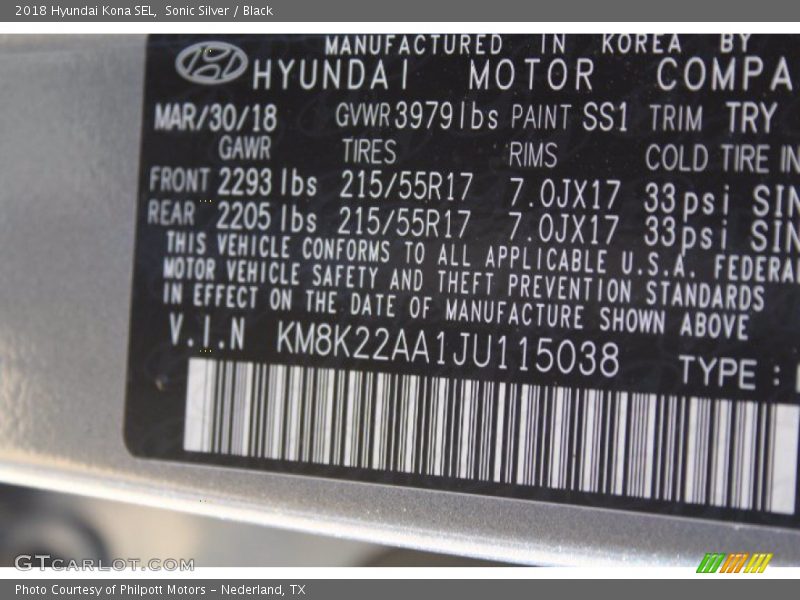 2018 Hyundai Kona SEL, Sonic Silver / Black
MANUFACTURED IN KOREA BY
HYUNDAI MOTOR COMPA
MAR/30/18 GVWR 3979lbs PAINT SS1 TRIM TRY
GAWR TIRES RIMS COLD TIRE IN
FRONT 2293 lbs 215/55R17 7.0JX17 33psi SIN
REAR 2205 lbs 215/55R17 7.0JX17 33psi SIN
THIS VEHICLE CONFORMS TO ALL APPLICABLE U.S.A. FEDERAL
MOTOR VEHICLE SAFETY AND THEFT PREVENTION STANDARDS
IN EFFECT ON THE DATE OF MANUFACTURE SHOWN ABOVE
V.I.N KM8K22AA1JU115038 TYPE :
GTCARLOT.COM
Photo Courtesy of Philpott Motors - Nederland, TX